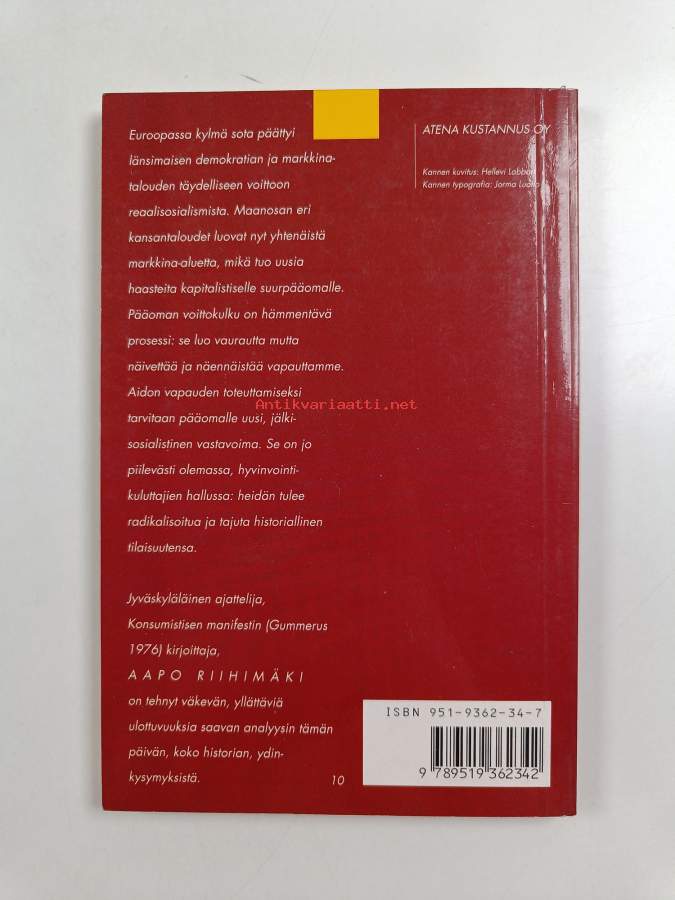 Euroopassa kylmä sota päättyi
länsimaisen demokratian ja markkina-
talouden täydelliseen voittoon
reaalisosialismista. Maanosan eri
kansantaloudet luovat nyt yhtenäistä
markkina-aluetta, mikä tuo uusia
haasteita kapitalistiselle suurpääomalle.
Pääoman voittokulku on hämmentävä
prosessi: se luo vaurautta mutta
näivettää ja näennäistää vapauttamme.
Aidon vapauden toteuttamiseksi
tarvitaan pääomalle uusi, jälki-
sosialistinen vastavoima. Se on jo
piilevästi olemassa, hyvinvointi-
kuluttajien hallussa: heidän tulee
radikalisoitua ja tajuta historiallinen
tilaisuutensa.
Jyväskyläläinen ajattelija,
Konsumistisen manifestin (Gummerus
1976) kirjoittaja,
AAPO RIIHIMÄKI
on tehnyt väkevän, yllättäviä
ulottuvuuksia saavan analyysin tämän
päivän, koko historian, ydin-
kysymyksistä.
10
ATENA KUSTANNUS OY
Kannen kuvitus: Hellevi
Kannen typografia: Jorma
Antikvariaatti.net
ISBN 951-9362-34-7
9 789519 362342